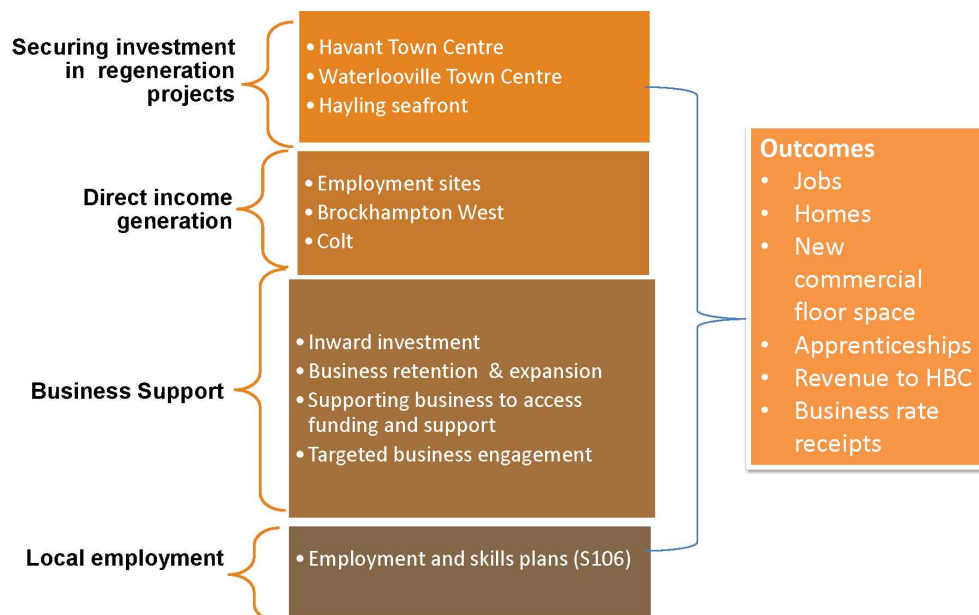 Securing investment
in regeneration
projects
• Havant Town Centre
• Waterlooville Town Centre
• Hayling seafront
Direct income
generation
• Employment sites
• Brockhampton West
• Colt
Business Support
• Inward investment
• Business retention & expansion
• Supporting business to access
funding and support
• Targeted business engagement
Local employment
• Employment and skills plans (S106)
Outcomes
• Jobs
• Homes
• New
commercial
floor space
• Apprenticeships
• Revenue to HBC
• Business rate
receipts